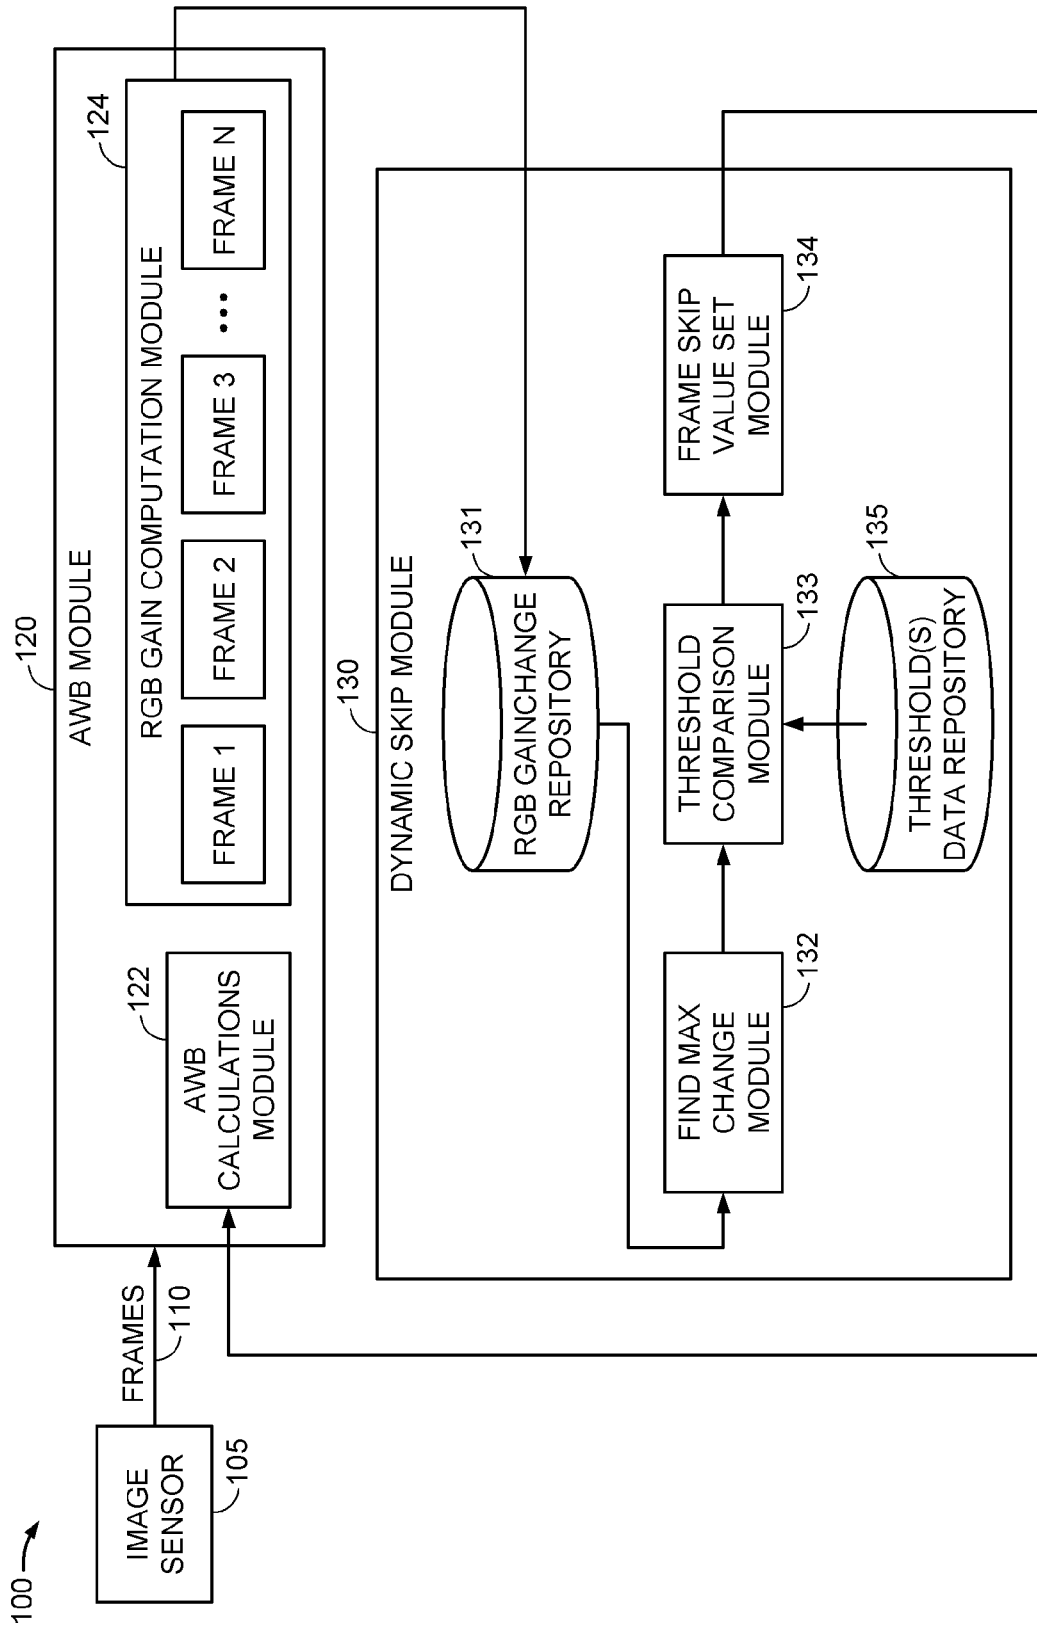 100
IMAGE
SENSOR
105
FRAMES
110
120
AWB MODULE
122
AWB
CALCULATIONS
MODULE
124
RGB GAIN COMPUTATION MODULE
FRAME 1
FRAME 2
FRAME 3
•••
FRAME N
130
DYNAMIC SKIP MODULE
131
RGB GAINCHANGE
REPOSITORY
FIND MAX
CHANGE
MODULE
132
THRESHOLD
COMPARISON
MODULE
133
FRAME SKIP
VALUE SET
MODULE
134
135
THRESHOLD(S)
DATA REPOSITORY